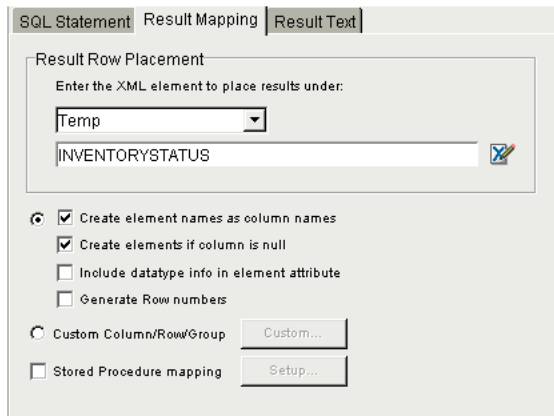 SQL Statement Result Mapping Result Text
Result Row Placement
Enter the XML element to place results under:
Temp
INVENTORYSTATUS
Create element names as column names
Create elements if column is null
Include datatype info in element attribute
Generate Row numbers
Custom Column/Row/Group Custom...
Stored Procedure mapping Setup...